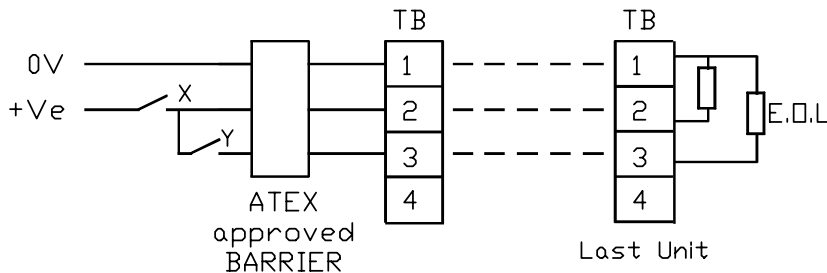 TB
TB
0V
+Ve
X
Y
1
2
3
4
1
2
3
4
E.O.L
ATEX
approved
BARRIER
Last Unit